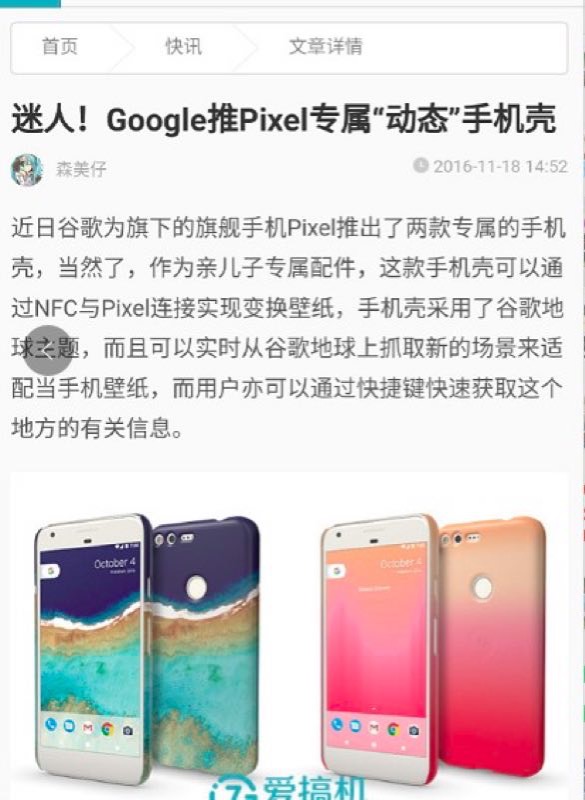 首页 快讯 文章详情
迷人！Google推Pixel专属“动态”手机壳
森美仔 2016-11-18 14:52
近日谷歌为旗下的旗舰手机Pixel推出了两款专属的手机
壳，当然了，作为亲儿子专属配件，这款手机壳可以通
过NFC与Pixel连接实现变换壁纸，手机壳采用了谷歌地
球主题，而且可以实时从谷歌地球上抓取新的场景来适
配当手机壁纸，而用户亦可以通过快捷键快速获取这个
地方的有关信息。
October 4 October 4
爱搞机